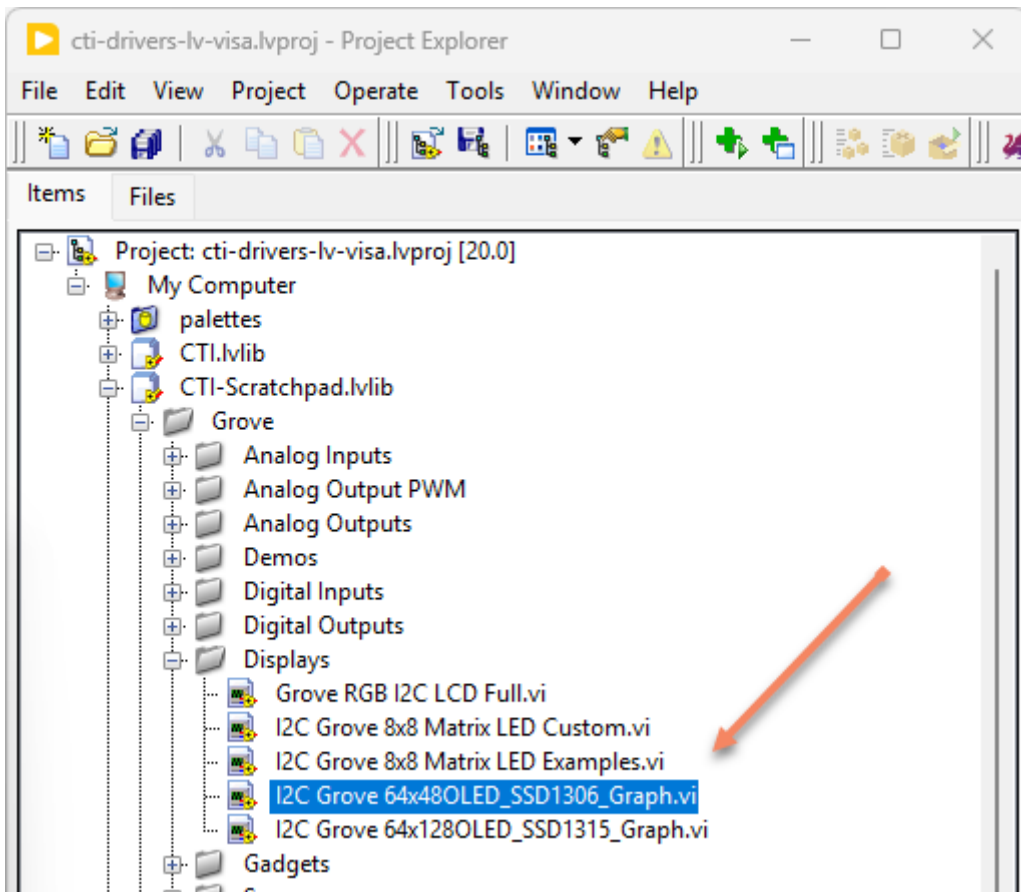 cti-drivers-lv-visa.lvproj - Project Explorer
File Edit View Project Operate Tools Window Help
Items Files
Project: cti-drivers-lv-visa.lvproj [20.0]
My Computer
palettes
CTI.lvlib
CTI-Scratchpad.lvlib
Grove
Analog Inputs
Analog Output PWM
Analog Outputs
Demos
Digital Inputs
Digital Outputs
Displays
Grove RGB I2C LCD Full.vi
I2C Grove 8x8 Matrix LED Custom.vi
I2C Grove 8x8 Matrix LED Examples.vi
I2C Grove 64x48OLED_SSD1306_Graph.vi
I2C Grove 64x128OLED_SSD1315_Graph.vi
Gadgets